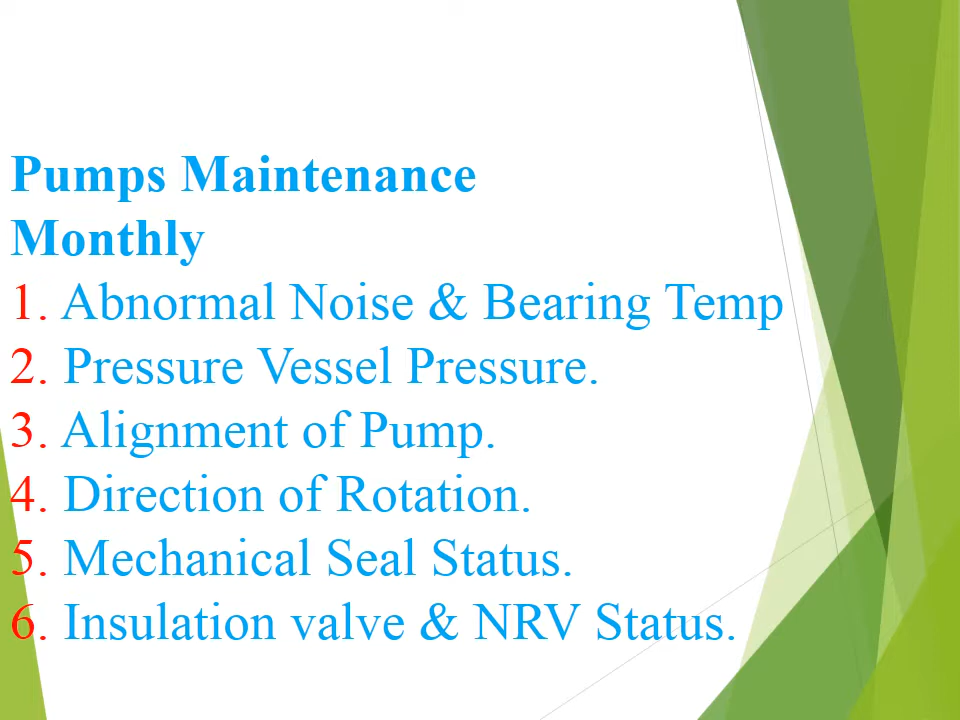 Pumps Maintenance
Monthly
1. Abnormal Noise & Bearing Temp
2. Pressure Vessel Pressure.
3. Alignment of Pump.
4. Direction of Rotation.
5. Mechanical Seal Status.
6. Insulation valve & NRV Status.